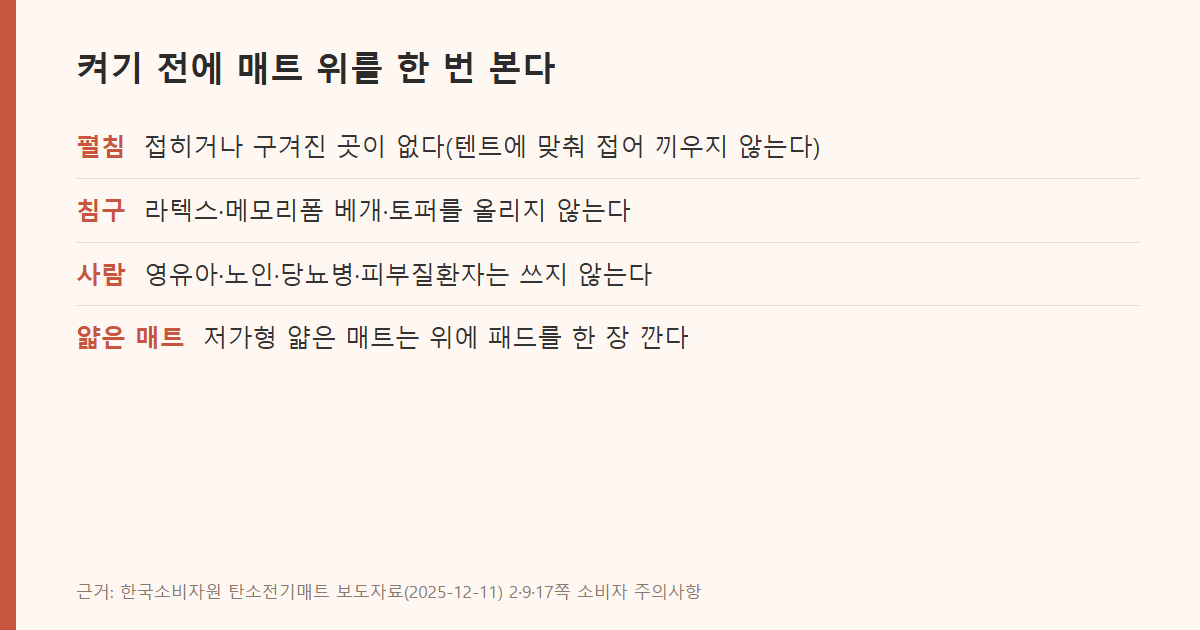 켜기 전에 매트 위를 한 번 본다
펼침 접히거나 구겨진 곳이 없다(텐트에 맞춰 접어 끼우지 않는다)
침구 라텍스·메모리폼 베개·토퍼를 올리지 않는다
사람 영유아·노인·당뇨병·피부질환자는 쓰지 않는다
얇은 매트 저가형 얇은 매트는 위에 패드를 한 장 깐다
근거: 한국소비자원 탄소전기매트 보도자료(2025-12-11) 2·9·17쪽 소비자 주의사항